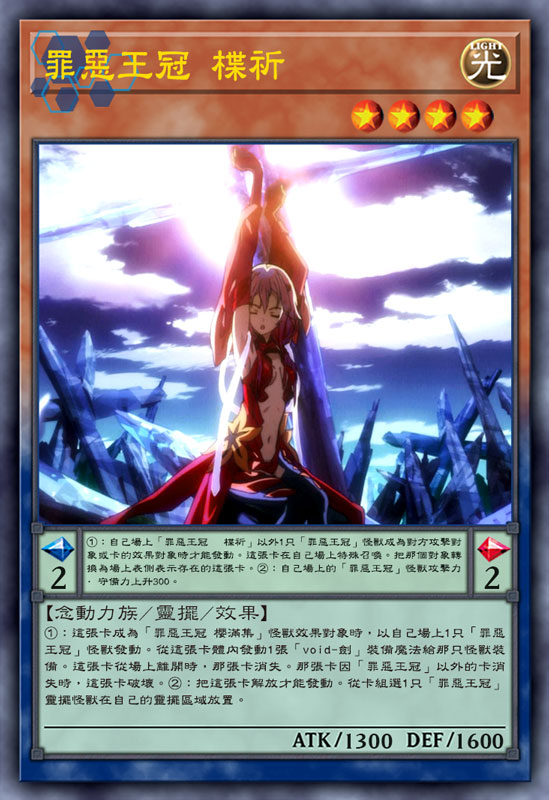 罪惡王冠 楪祈
LIGHT
光
①：自己場上「罪惡王冠　楪祈」以外1只「罪惡王冠」怪獸成為對方攻擊對
象或卡的效果對象時才能發動。這張卡在自己場上特殊召喚。把那個對象轉
換為場上表側表示存在的這張卡。②：自己場上的「罪惡王冠」怪獸攻擊力
．守備力上升300。
2
2
【念動力族/靈擺/效果】
①：這張卡成為「罪惡王冠 櫻滿集」怪獸效果對象時，以自己場上1只「罪惡
王冠」怪獸發動。從這張卡體內發動1張「void-劍」裝備魔法給那只怪獸裝
備。這張卡從場上離開時，那張卡消失。那張卡因「罪惡王冠」以外的卡消
失時，這張卡破壞。②：把這張卡解放才能發動。從卡組選1只「罪惡王冠」
靈擺怪獸在自己的靈擺區域放置。
ATK/1300 DEF/1600